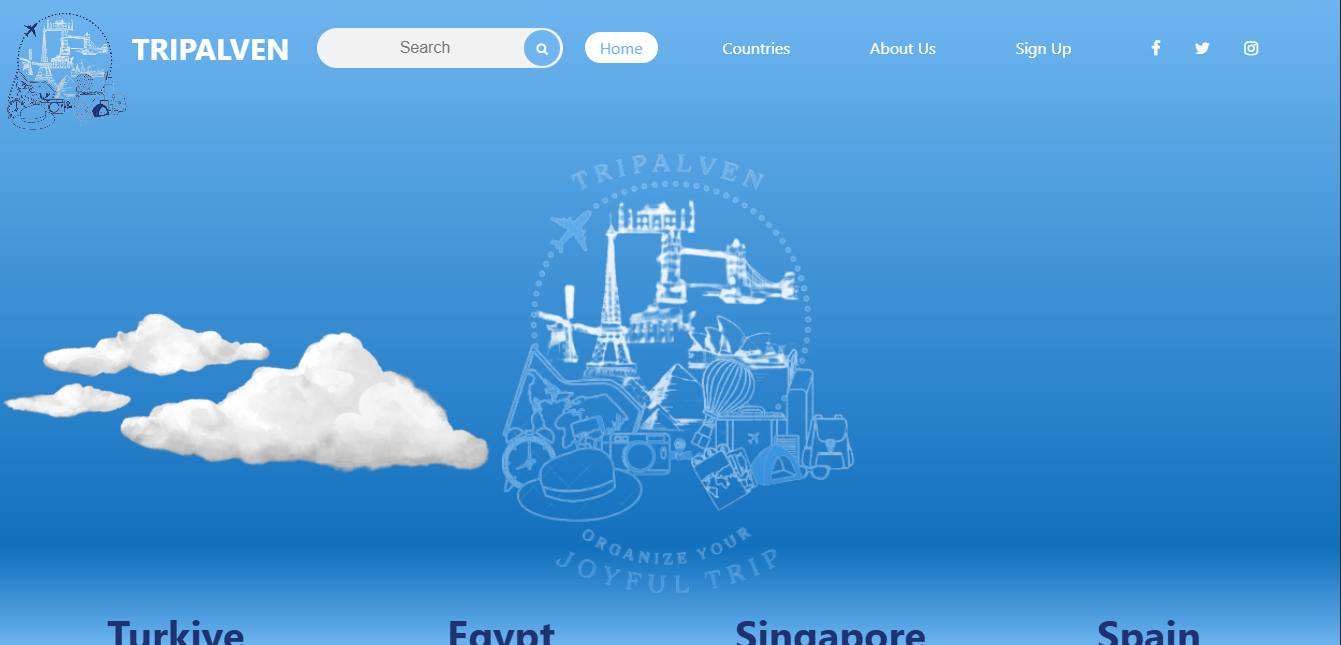 TRIPALVEN
Search
Home
Countries
About Us
Sign Up
TRIPALVEN
ORGANIZE YOUR
JOYFUL TRIP
Turkiye
Egypt
Singapore
Spain